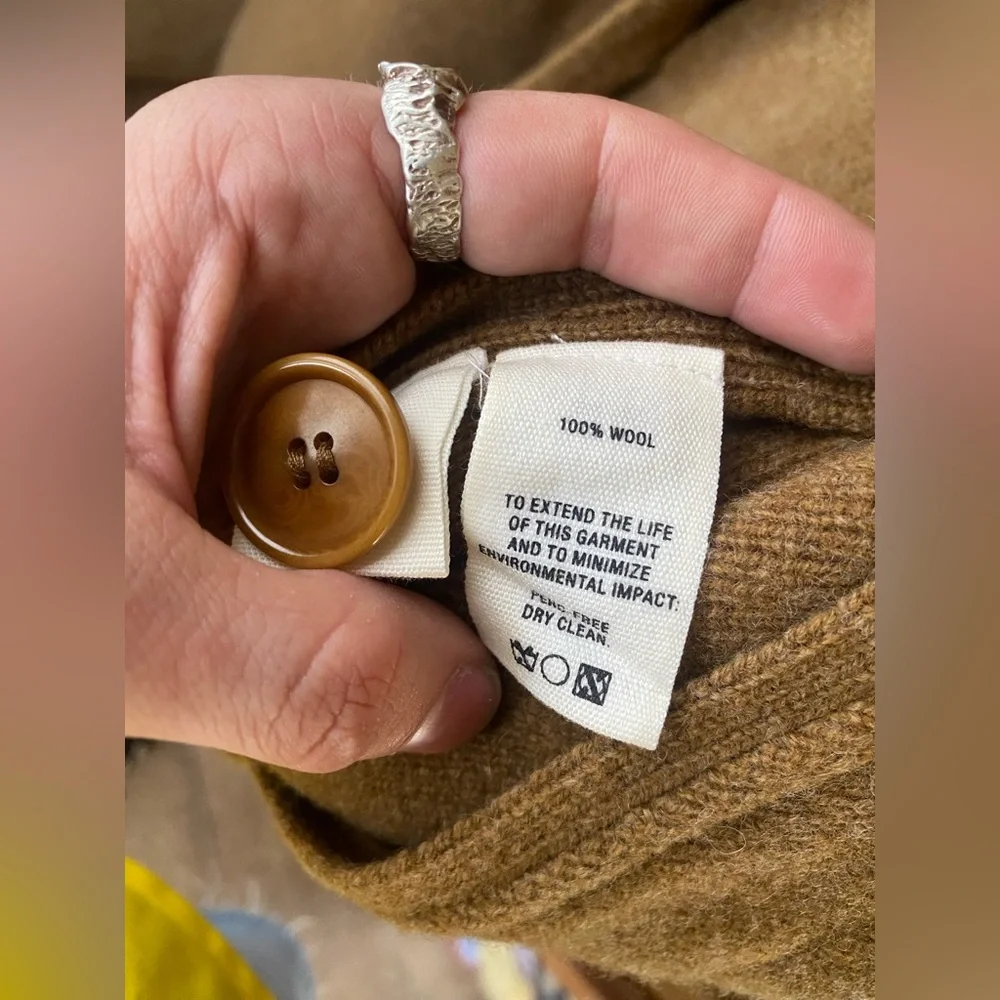 100% WOOL
TO EXTEND THE LIFE
OF THIS GARMENT
AND TO MINIMIZE
ENVIRONMENTAL IMPACT:
PERC-FREE
DRY CLEAN.